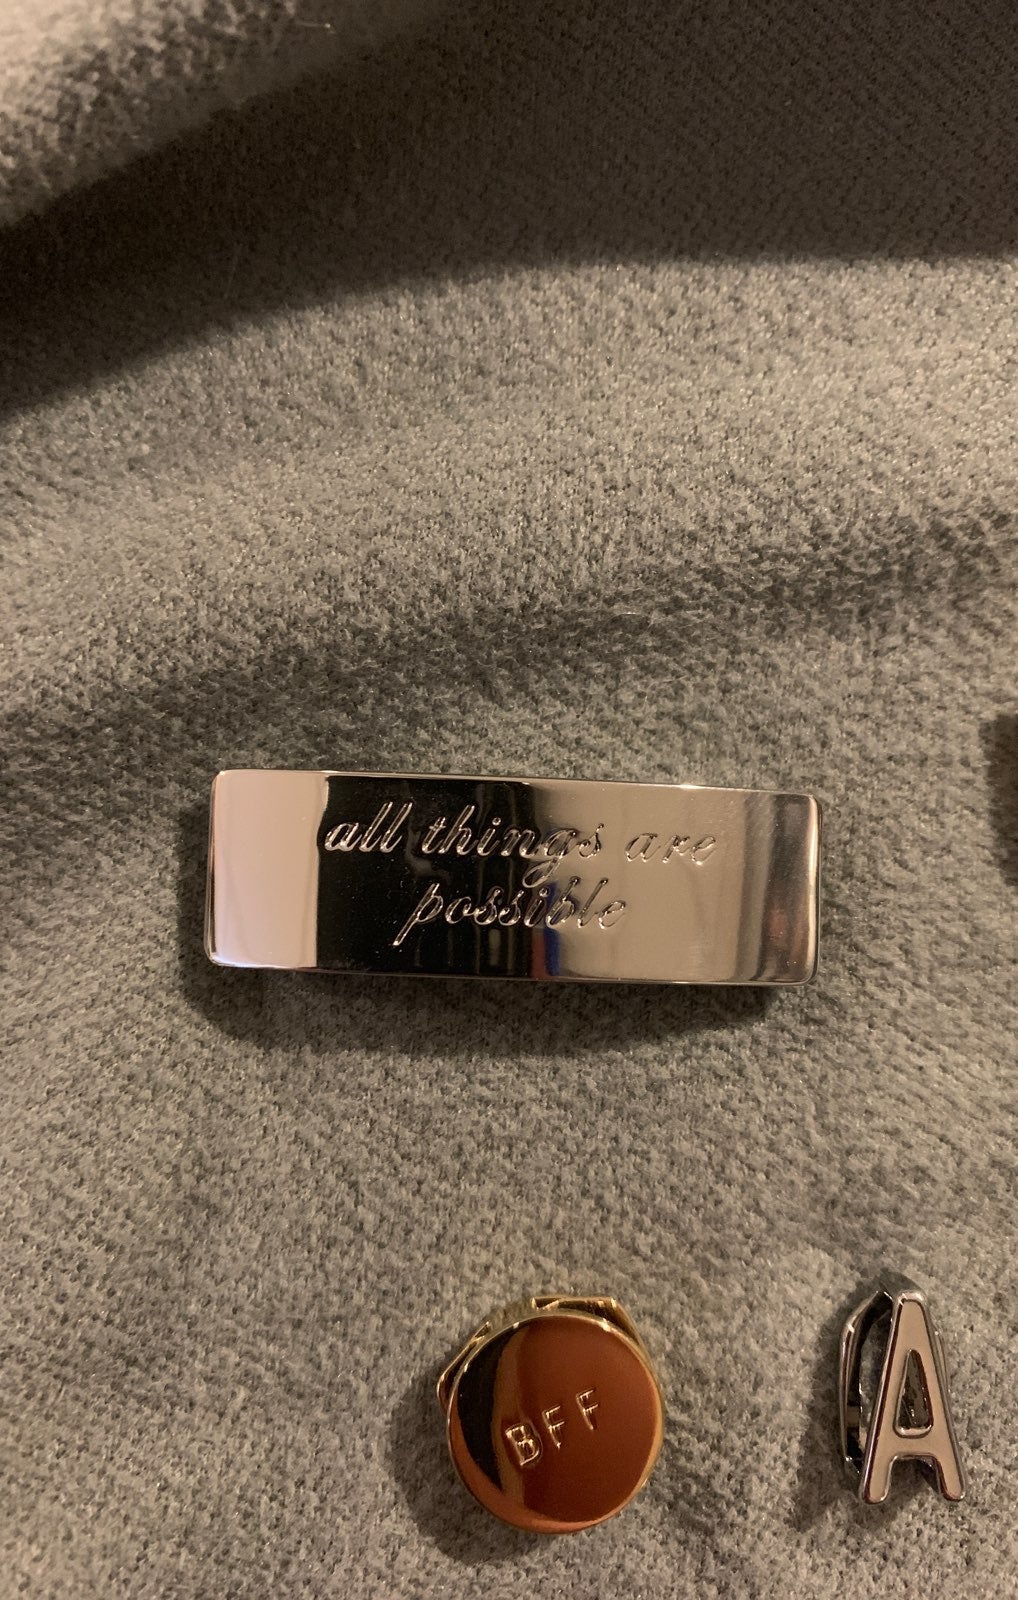 all things are
possible
BFF
A